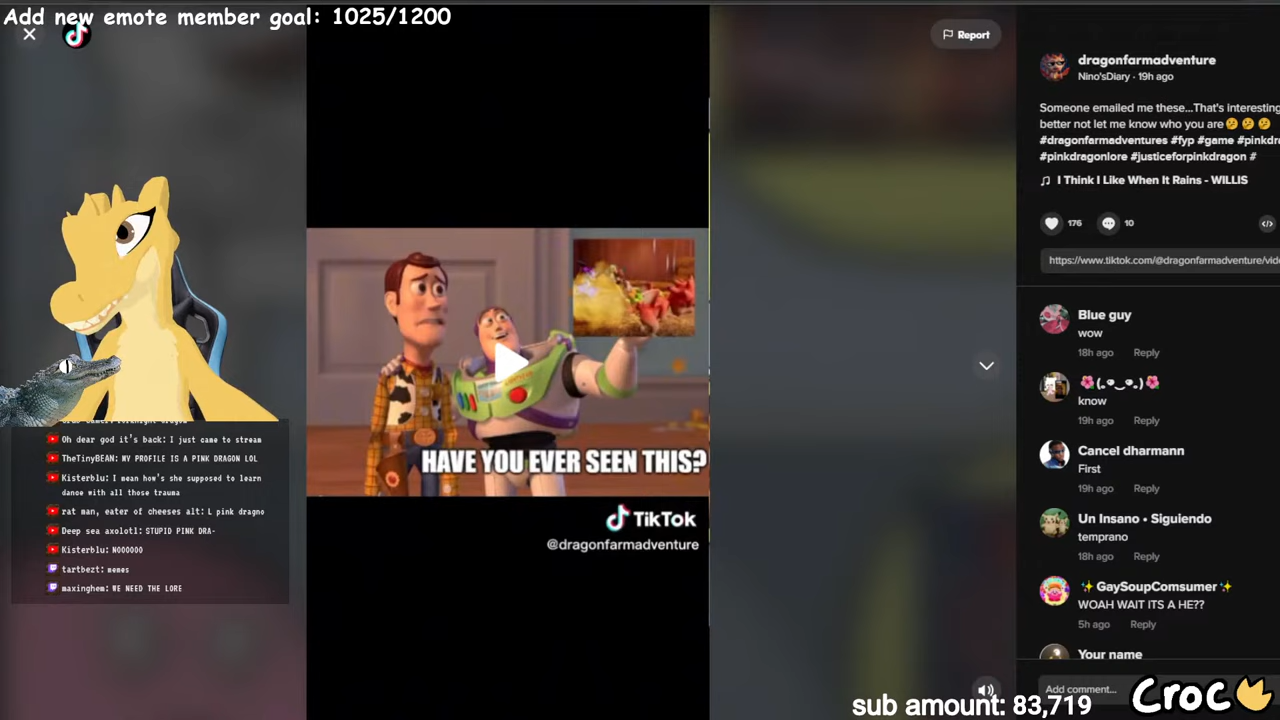 Add new emote member goal: 1025/1200
Report
dragonfarmadventure
Nino'sDiary · 19h ago
Someone emailed me these...That's interesting
better not let me know who you are🤔 🤔 🤔
#dragonfarmadventures #fyp #game #pinkdr
#pinkdragonlore #justiceforpinkdragon #
I Think I Like When It Rains - WILLIS
176
10
https://www.tiktok.com/@dragonfarmadventure/vid
HAVE YOU EVER SEEN THIS?
TikTok
@dragonfarmadventure
Oh dear god it's back: I just came to stream
TheTinyBEAN: MY PROFILE IS A PINK DRAGON LOL
Kisterblu: I mean how's she supposed to learn
dance with all those trauma
rat man, eater of cheeses alt: L pink dragno
Deep sea axolotl: STUPID PINK DRA-
Kisterblu: NOOOOOO
tartbezt: memes
maxinghem: WE NEED THE LORE
Blue guy
wow
18h ago Reply
know
19h ago Reply
Cancel dharmann
First
19h ago Reply
Un Insano • Siguiendo
temprano
18h ago Reply
✨GaySoupComsumer✨
WOAH WAIT ITS A HE??
5h ago Reply
Your name
Add comment...
Croc
sub amount: 83,719